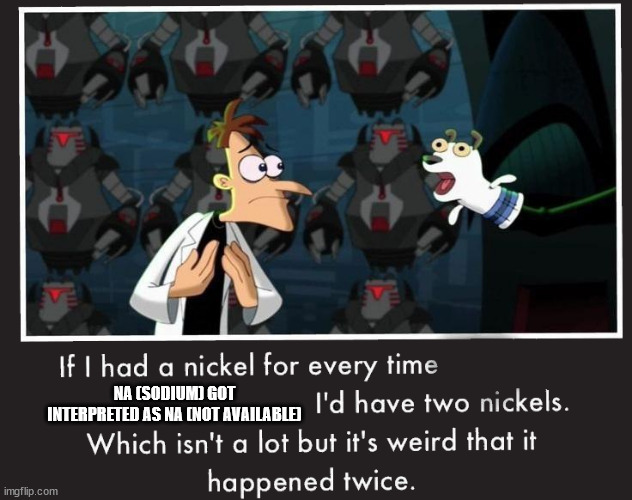 If I had a nickel for every time
NA (SODIUM) GOT
INTERPRETED AS NA (NOT AVAILABLE)
I'd have two nickels.
Which isn't a lot but it's weird that it
happened twice.
imgflip.com